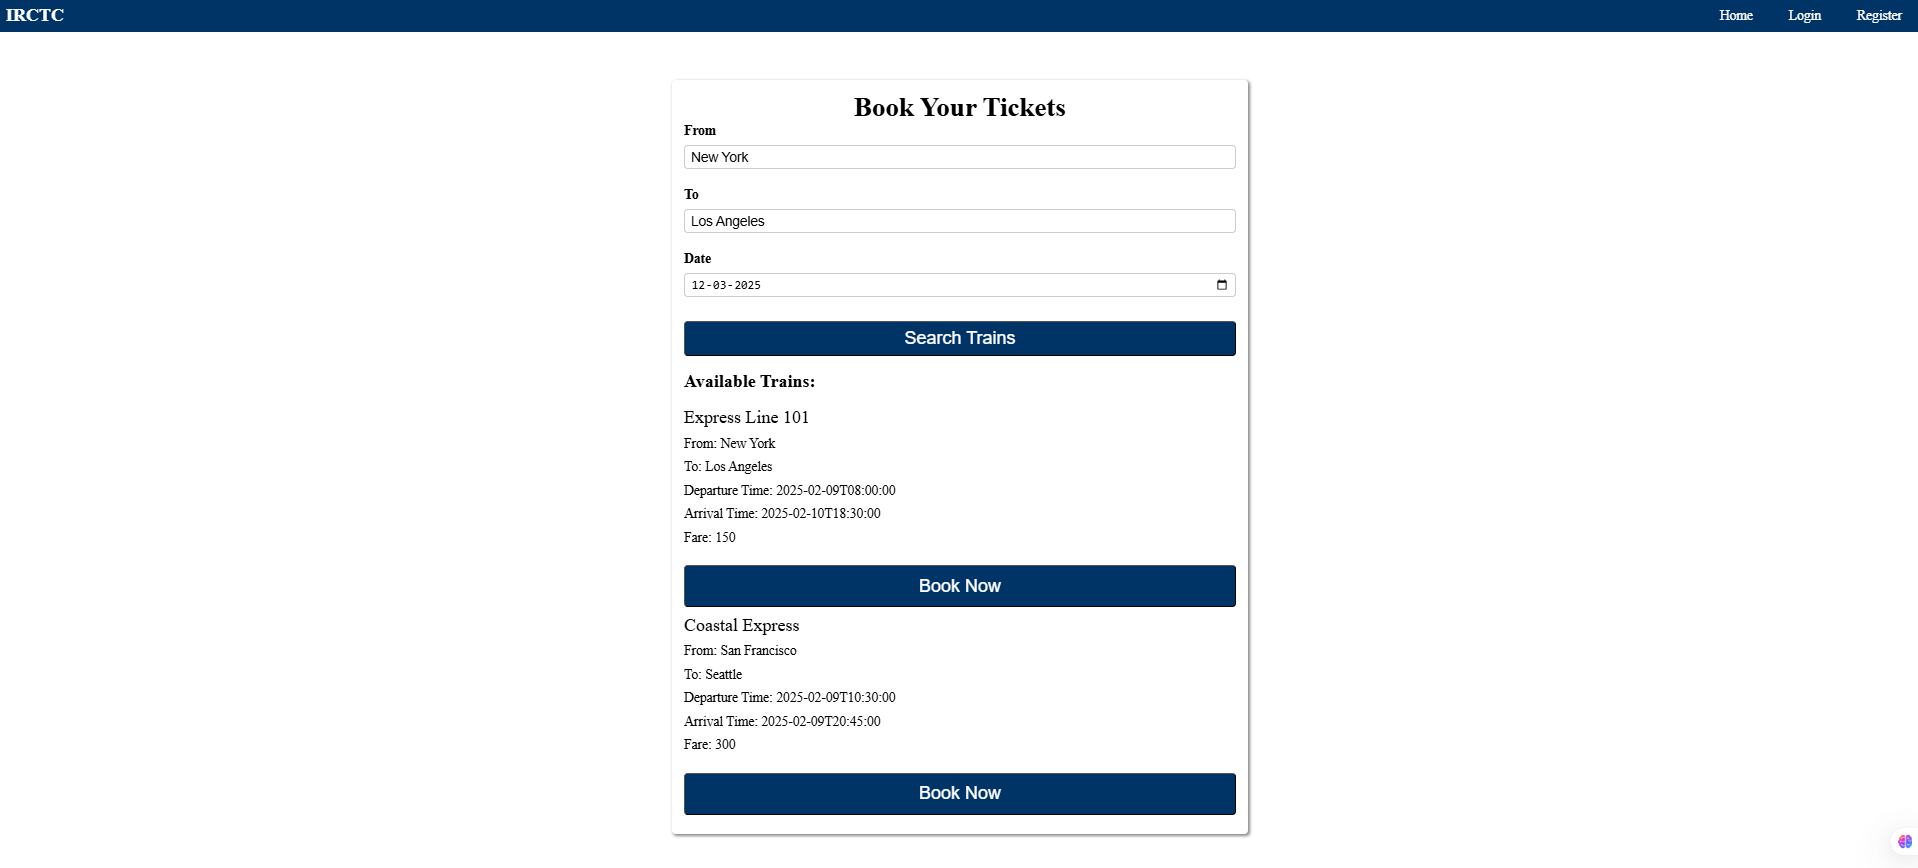 IRCTC
Home Login Register
Book Your Tickets
From
New York
To
Los Angeles
Date
12-03-2025
Search Trains
Available Trains:
Express Line 101
From: New York
To: Los Angeles
Departure Time: 2025-02-09T08:00:00
Arrival Time: 2025-02-10T18:30:00
Fare: 150
Book Now
Coastal Express
From: San Francisco
To: Seattle
Departure Time: 2025-02-09T10:30:00
Arrival Time: 2025-02-09T20:45:00
Fare: 300
Book Now